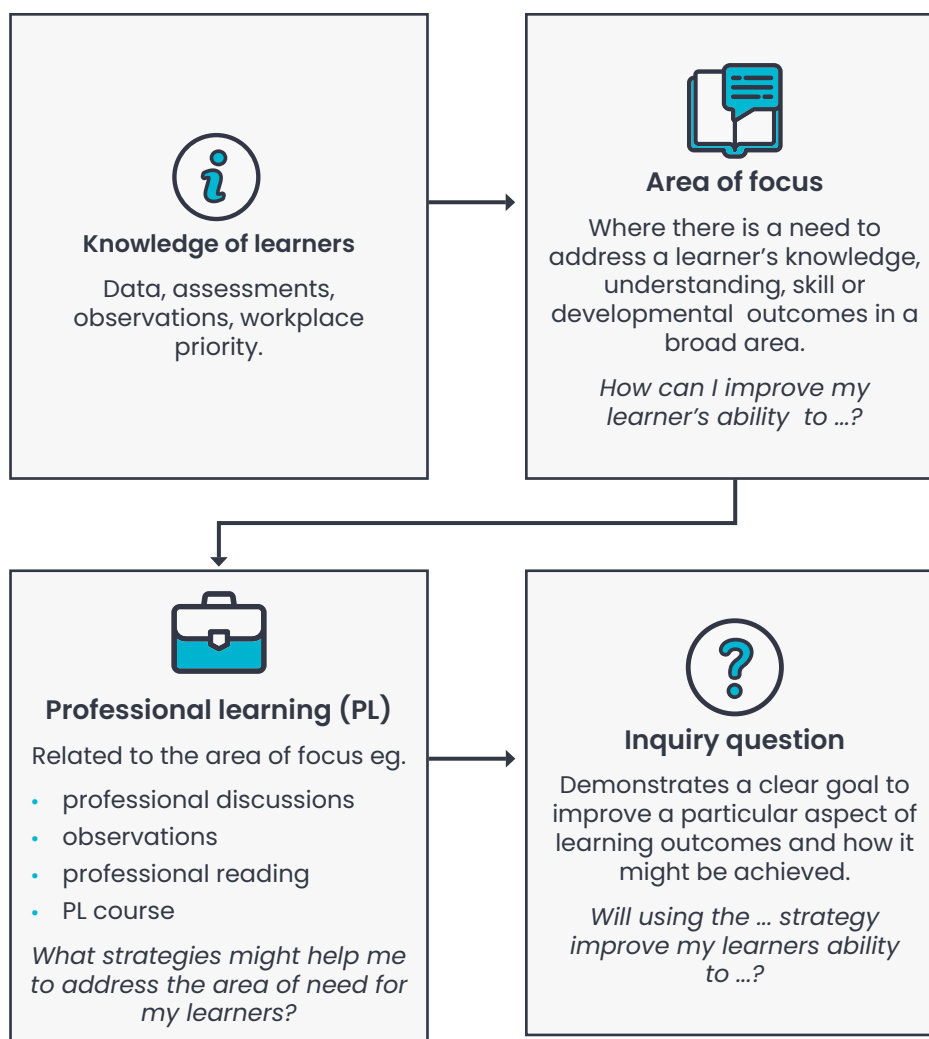 Knowledge of learners
Data, assessments,
observations, workplace
priority.
Area of focus
Where there is a need to
address a learner’s knowledge,
understanding, skill or
developmental outcomes in a
broad area.
How can I improve my
learner’s ability to …?
Professional learning (PL)
Related to the area of focus eg.
• professional discussions
• observations
• professional reading
• PL course
What strategies might help me
to address the area of need for
my learners?
Inquiry question
Demonstrates a clear goal to
improve a particular aspect of
learning outcomes and how it
might be achieved.
Will using the … strategy
improve my learners ability
to …?